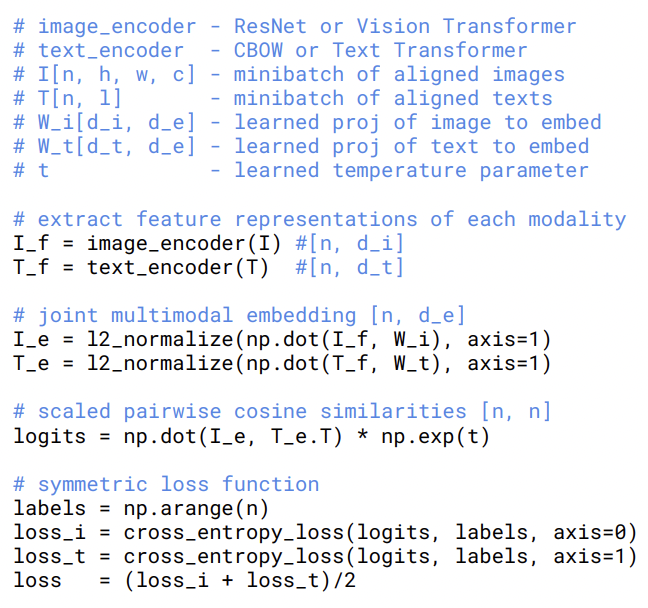 # image_encoder - ResNet or Vision Transformer
# text_encoder  - CBOW or Text Transformer
# I[n, h, w, c] - minibatch of aligned images
# T[n, l]       - minibatch of aligned texts
# W_i[d_i, d_e] - learned proj of image to embed
# W_t[d_t, d_e] - learned proj of text to embed
# t             - learned temperature parameter

# extract feature representations of each modality
I_f = image_encoder(I) #[n, d_i]
T_f = text_encoder(T)  #[n, d_t]

# joint multimodal embedding [n, d_e]
I_e = l2_normalize(np.dot(I_f, W_i), axis=1)
T_e = l2_normalize(np.dot(T_f, W_t), axis=1)

# scaled pairwise cosine similarities [n, n]
logits = np.dot(I_e, T_e.T) * np.exp(t)

# symmetric loss function
labels = np.arange(n)
loss_i = cross_entropy_loss(logits, labels, axis=0)
loss_t = cross_entropy_loss(logits, labels, axis=1)
loss   = (loss_i + loss_t)/2